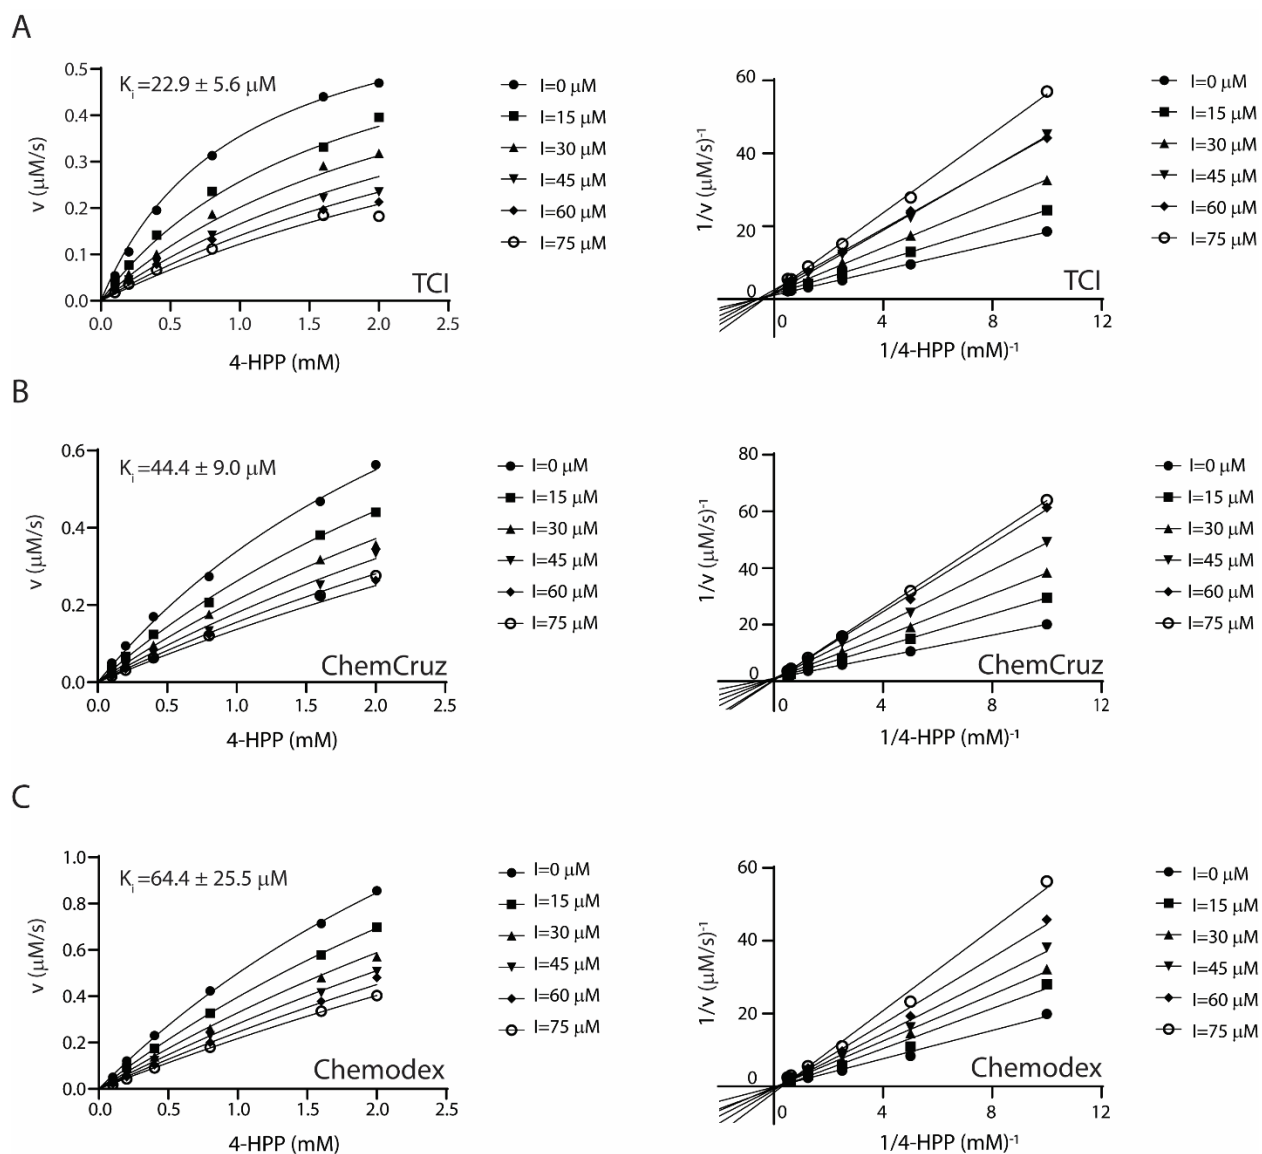 A
0.5
0.4
0.3
0.2
0.1
0.0
v (μM/s)
Ki=22.9 ± 5.6 μM
TCI
0.0 0.5 1.0 1.5 2.0 2.5
4-HPP (mM)
I=0 μM
I=15 μM
I=30 μM
I=45 μM
I=60 μM
I=75 μM
60
40
20
0
1/v (μM/s)-1
TCI
0 4 8 12
1/4-HPP (mM)-1
I=0 μM
I=15 μM
I=30 μM
I=45 μM
I=60 μM
I=75 μM
B
0.6
0.4
0.2
0.0
v (μM/s)
Ki=44.4 ± 9.0 μM
ChemCruz
0.0 0.5 1.0 1.5 2.0 2.5
4-HPP (mM)
I=0 μM
I=15 μM
I=30 μM
I=45 μM
I=60 μM
I=75 μM
80
60
40
20
0
1/v (μM/s)-1
ChemCruz
0 4 8 12
1/4-HPP (mM)-1
I=0 μM
I=15 μM
I=30 μM
I=45 μM
I=60 μM
I=75 μM
C
1.0
0.8
0.6
0.4
0.2
0.0
v (μM/s)
Ki=64.4 ± 25.5 μM
Chemodex
0.0 0.5 1.0 1.5 2.0 2.5
4-HPP (mM)
I=0 μM
I=15 μM
I=30 μM
I=45 μM
I=60 μM
I=75 μM
60
40
20
0
1/v (μM/s)-1
Chemodex
0 4 8 12
1/4-HPP (mM)-1
I=0 μM
I=15 μM
I=30 μM
I=45 μM
I=60 μM
I=75 μM